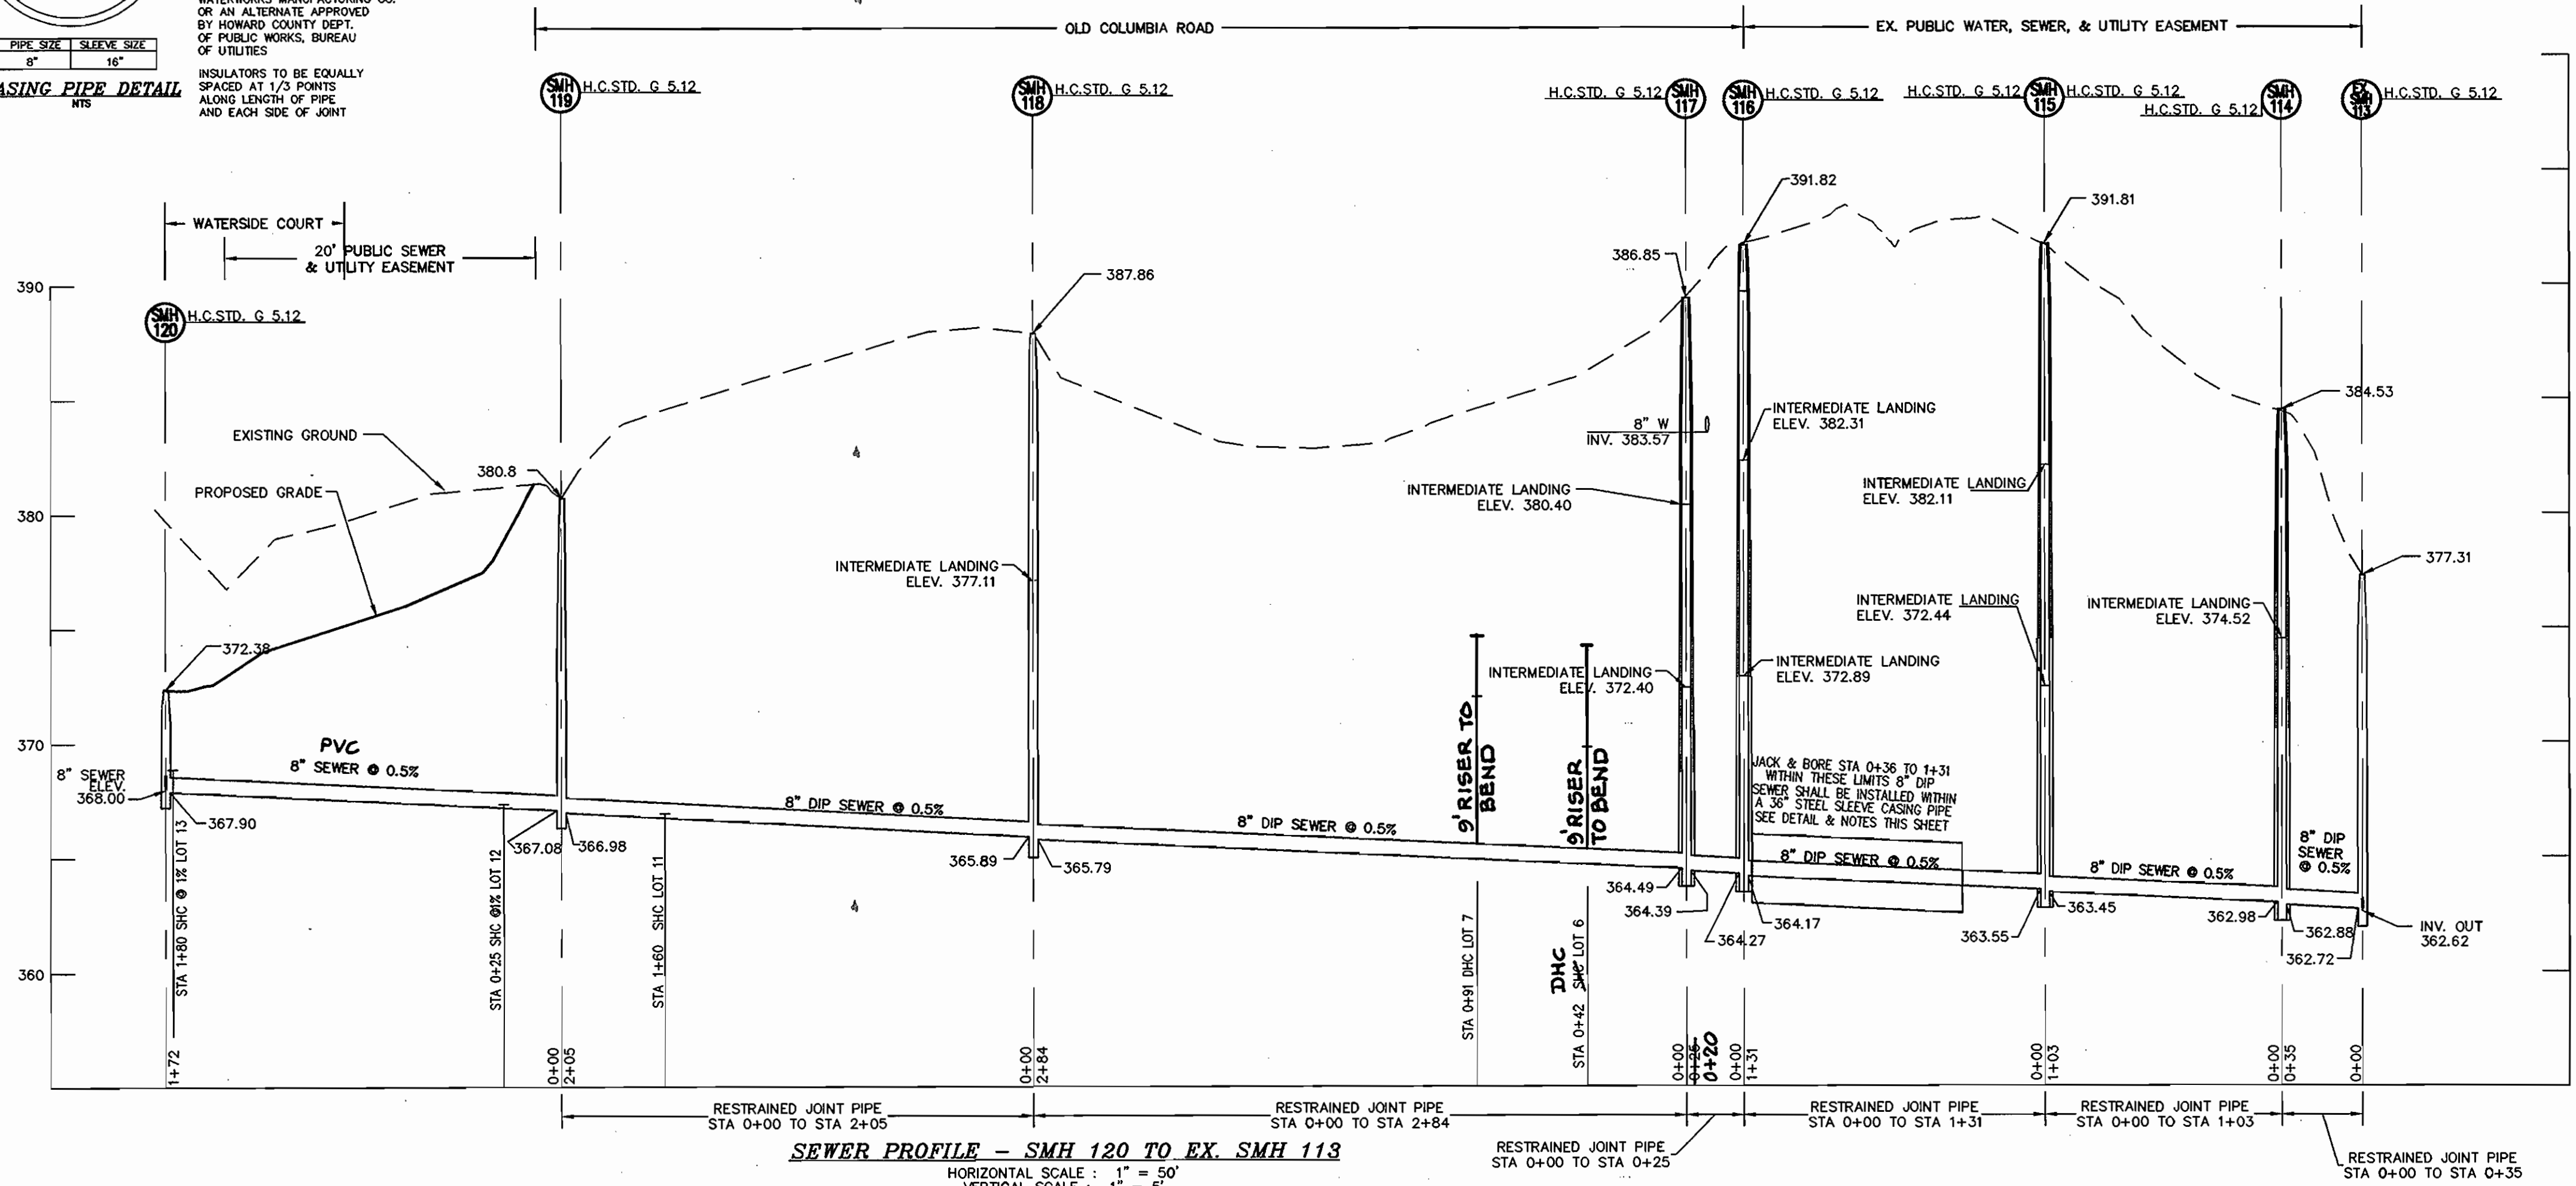 WATERWORKS MANUFACTURING CO.
OR AN ALTERNATE APPROVED
BY HOWARD COUNTY DEPT.
OF PUBLIC WORKS, BUREAU
OF UTILITIES
INSULATORS TO BE EQUALLY
SPACED AT 1/3 POINTS
ALONG LENGTH OF PIPE
AND EACH SIDE OF JOINT
PIPE SIZE SLEEVE SIZE
8" 16"
ASING PIPE DETAIL
NTS
OLD COLUMBIA ROAD
EX. PUBLIC WATER, SEWER, & UTILITY EASEMENT
SMH 119 H.C.STD. G 5.12
SMH 118 H.C.STD. G 5.12
H.C.STD. G 5.12 SMH 117
SMH 116 H.C.STD. G 5.12
H.C.STD. G 5.12 SMH 115 H.C.STD. G 5.12
H.C.STD. G 5.12 SMH 114
EX. SMH 113 H.C.STD. G 5.12
WATERSIDE COURT
20' PUBLIC SEWER
& UTILITY EASEMENT
SMH 120 H.C.STD. G 5.12
390
380
370
360
391.82
391.81
386.85
387.86
384.53
377.31
380.8
372.38
EXISTING GROUND
PROPOSED GRADE
8" W
INV. 383.57
INTERMEDIATE LANDING
ELEV. 382.31
INTERMEDIATE LANDING
ELEV. 380.40
INTERMEDIATE LANDING
ELEV. 382.11
INTERMEDIATE LANDING
ELEV. 377.11
INTERMEDIATE LANDING
ELEV. 372.44
INTERMEDIATE LANDING
ELEV. 374.52
INTERMEDIATE LANDING
ELEV. 372.40
INTERMEDIATE LANDING
ELEV. 372.89
9' RISER TO
BEND
9' RISER
TO BEND
JACK & BORE STA 0+36 TO 1+31
WITHIN THESE LIMITS 8" DIP
SEWER SHALL BE INSTALLED WITHIN
A 36" STEEL SLEEVE CASING PIPE
SEE DETAIL & NOTES THIS SHEET
8" SEWER
ELEV.
368.00
PVC
8" SEWER @ 0.5%
8" DIP SEWER @ 0.5%
8" DIP SEWER @ 0.5%
8" DIP SEWER @ 0.5%
8" DIP SEWER @ 0.5%
8" DIP
SEWER
@ 0.5%
367.90
367.08
366.98
365.89
365.79
364.49
364.39
364.27
364.17
363.55
363.45
362.98
362.88
362.72
INV. OUT
362.62
STA 1+80 SHC @ 1% LOT 13
STA 0+25 SHC @1% LOT 12
STA 1+60 SHC LOT 11
STA 0+91 DHC LOT 7
DHC
STA 0+42 SHC LOT 6
1+72
0+00
2+05
0+00
2+84
0+00
0+25
0+20
0+00
1+31
0+00
1+03
0+00
0+35
0+00
RESTRAINED JOINT PIPE
STA 0+00 TO STA 2+05
RESTRAINED JOINT PIPE
STA 0+00 TO STA 2+84
RESTRAINED JOINT PIPE
STA 0+00 TO STA 0+25
RESTRAINED JOINT PIPE
STA 0+00 TO STA 1+31
RESTRAINED JOINT PIPE
STA 0+00 TO STA 1+03
RESTRAINED JOINT PIPE
STA 0+00 TO STA 0+35
SEWER PROFILE – SMH 120 TO EX. SMH 113
HORIZONTAL SCALE : 1" = 50'
VERTICAL SCALE : 1" = 5'